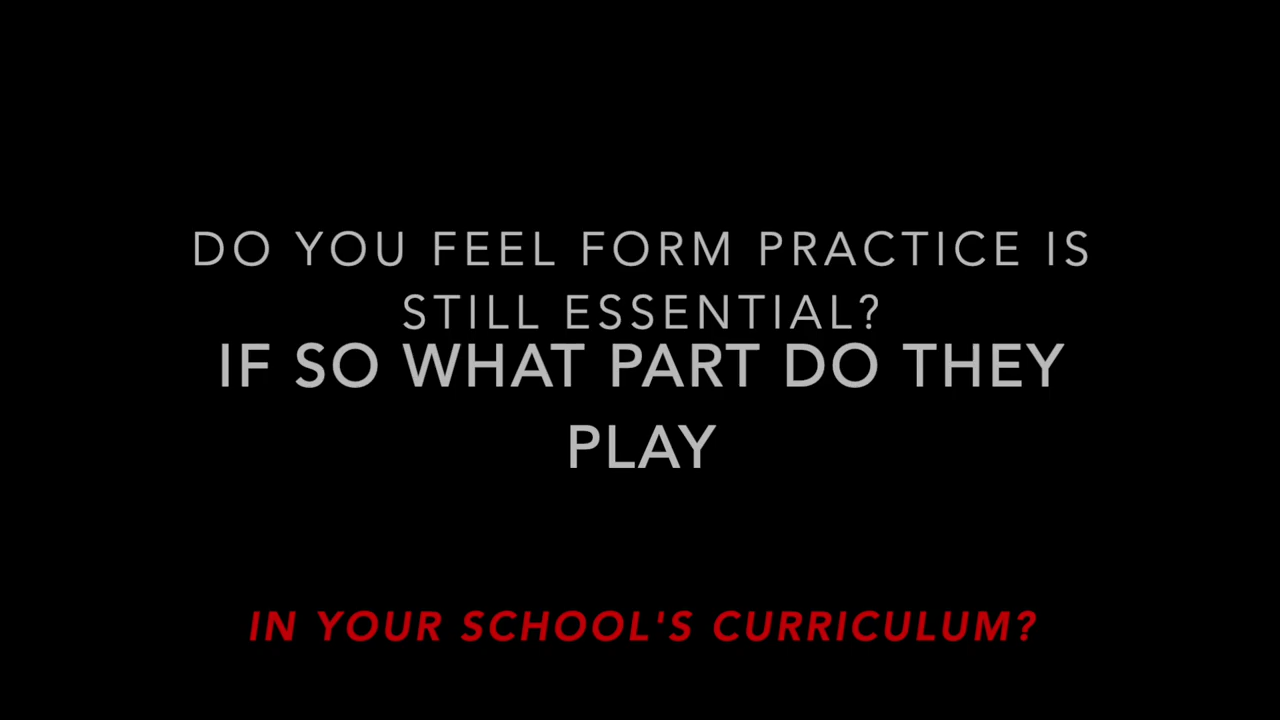 DO YOU FEEL FORM PRACTICE IS
STILL ESSENTIAL?
IF SO WHAT PART DO THEY
PLAY
IN YOUR SCHOOL'S CURRICULUM?